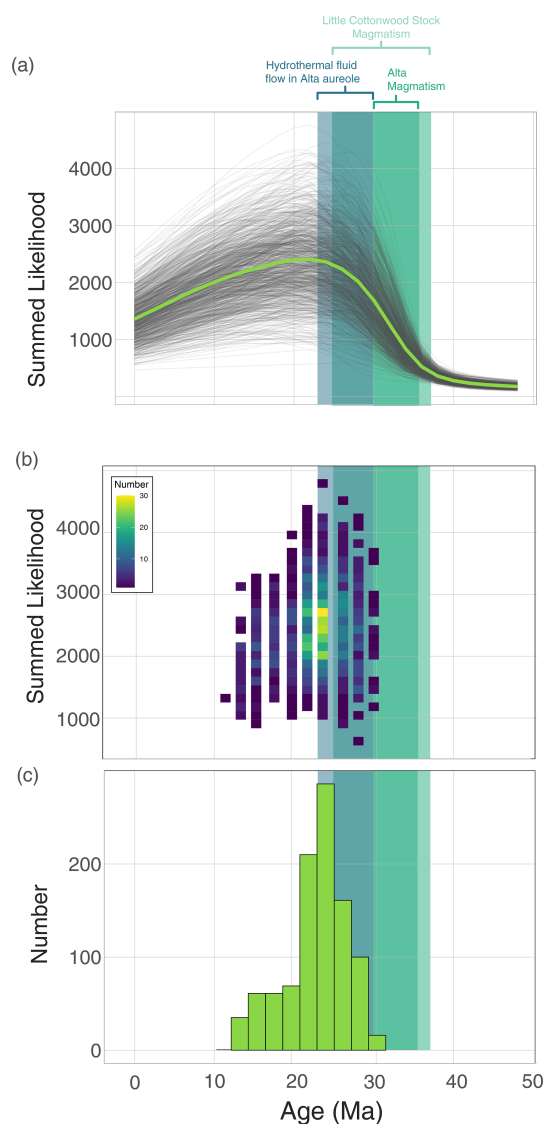 Little Cottonwood Stock
Magmatism
(a)
Hydrothermal fluid
flow in Alta aureole
Alta
Magmatism
Summed Likelihood
4000
3000
2000
1000
(b)
Number
30
20
10
Summed Likelihood
4000
3000
2000
1000
(c)
Number
200
100
0
0 10 20 30 40 50
Age (Ma)